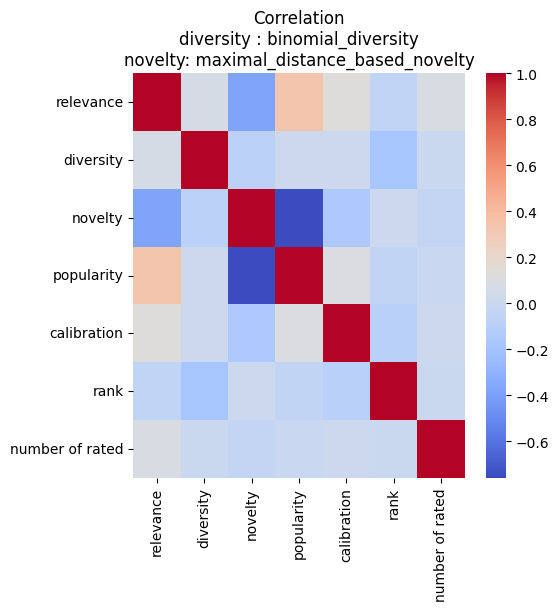 Correlation
diversity : binomial_diversity
novelty: maximal_distance_based_novelty
relevance
diversity
novelty
popularity
calibration
rank
number of rated
relevance
diversity
novelty
popularity
calibration
rank
number of rated
1.0
0.8
0.6
0.4
0.2
0.0
−0.2
−0.4
−0.6